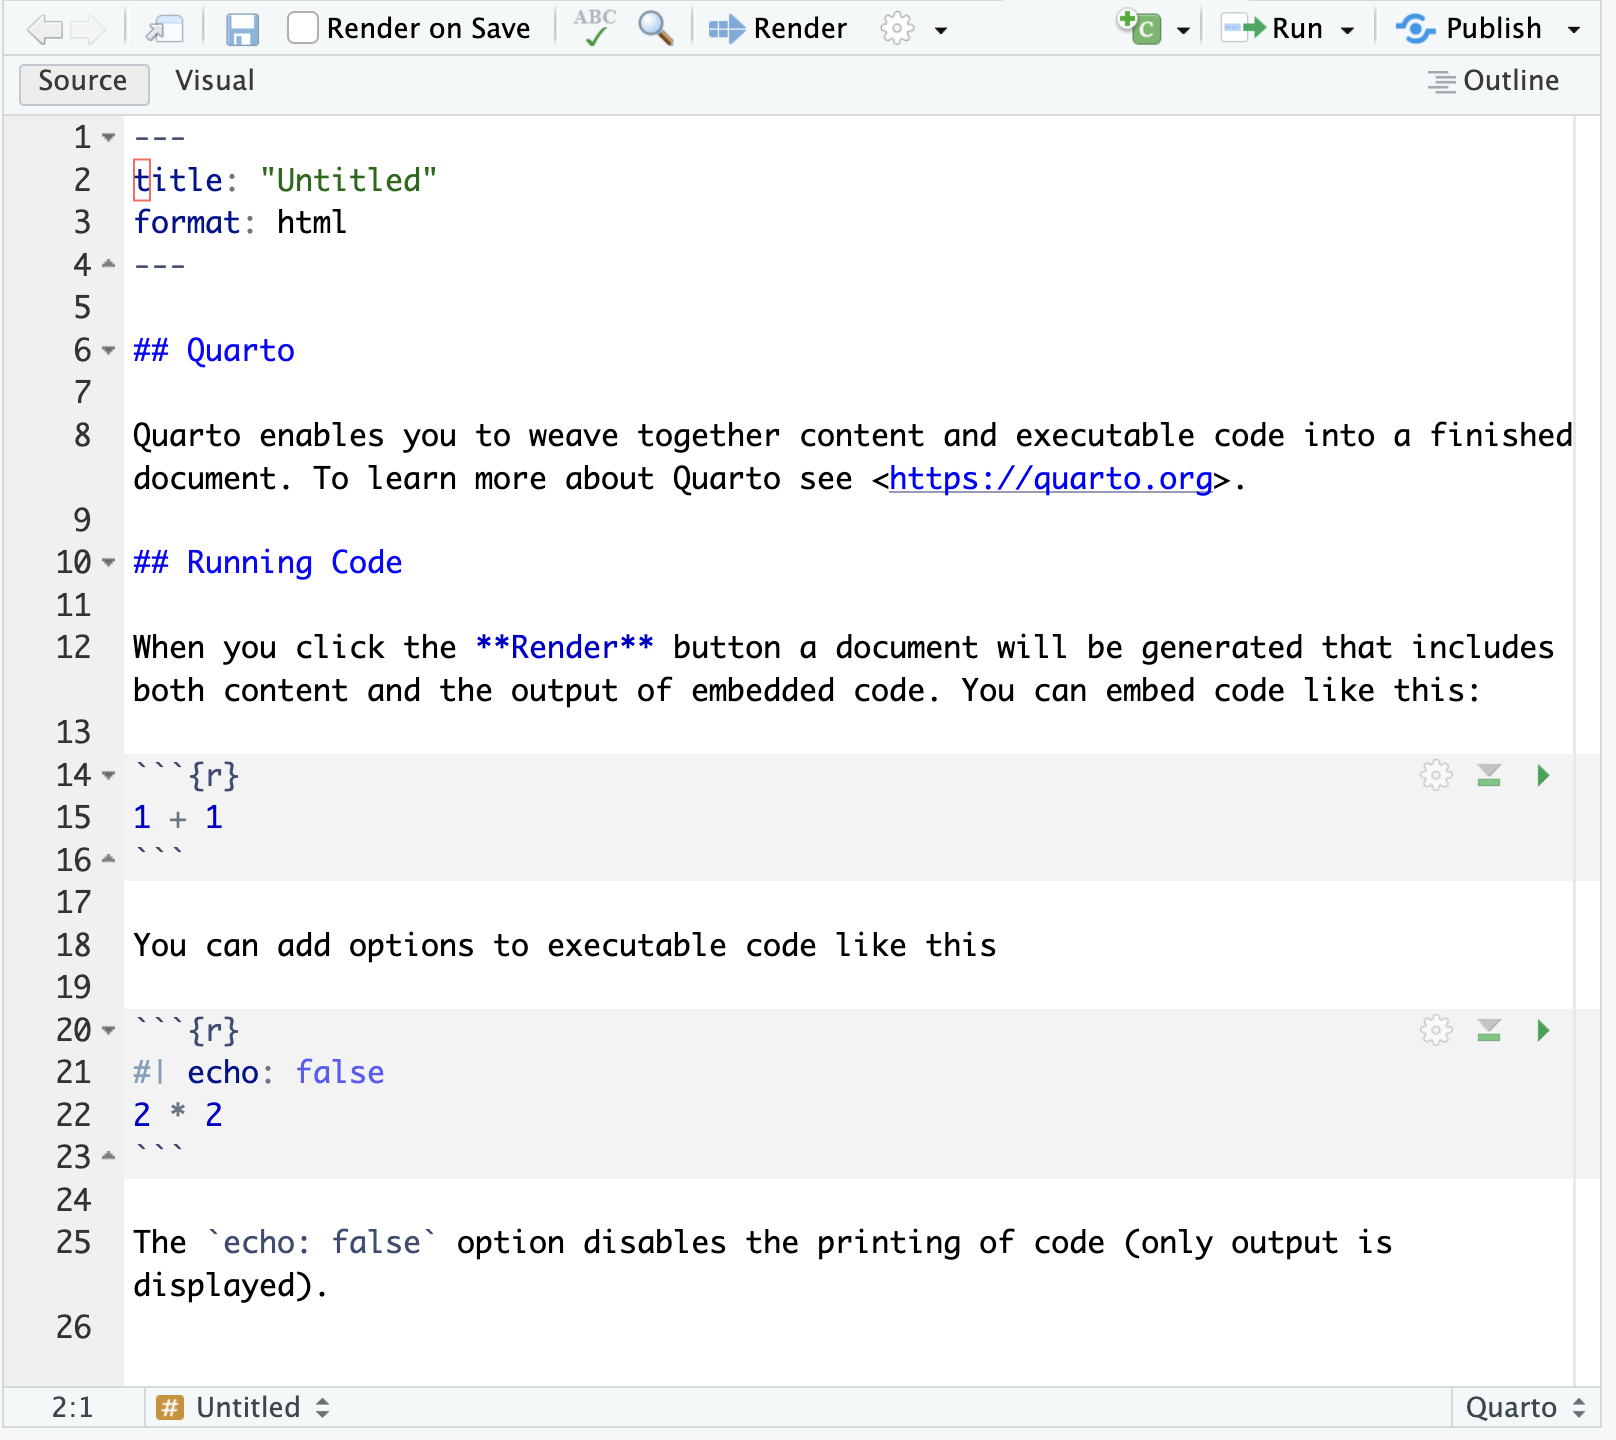 Render on Save ABC Render C Run Publish
Source Visual Outline
1 ---
2 title: "Untitled"
3 format: html
4 ---
5
6 ## Quarto
7
8 Quarto enables you to weave together content and executable code into a finished
document. To learn more about Quarto see <https://quarto.org>.
9
10 ## Running Code
11
12 When you click the **Render** button a document will be generated that includes
both content and the output of embedded code. You can embed code like this:
13
14 ```{r}
15 1 + 1
16 ```
17
18 You can add options to executable code like this
19
20 ```{r}
21 #| echo: false
22 2 * 2
23 ```
24
25 The `echo: false` option disables the printing of code (only output is
displayed).
26
2:1 # Untitled Quarto